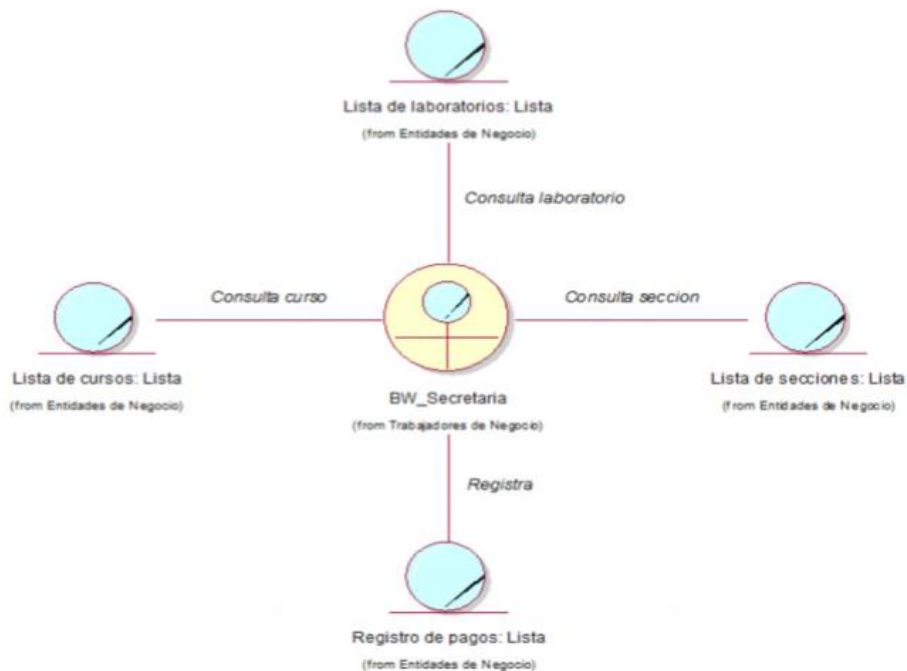 Lista de laboratorios: Lista
(from Entidades de Negocio)
Consulta laboratorio
Consulta curso
Consulta seccion
Lista de cursos: Lista
(from Entidades de Negocio)
BW_Secretaria
(from Trabajadores de Negocio)
Lista de secciones: Lista
(from Entidades de Negocio)
Registra
Registro de pagos: Lista
(from Entidades de Negocio)